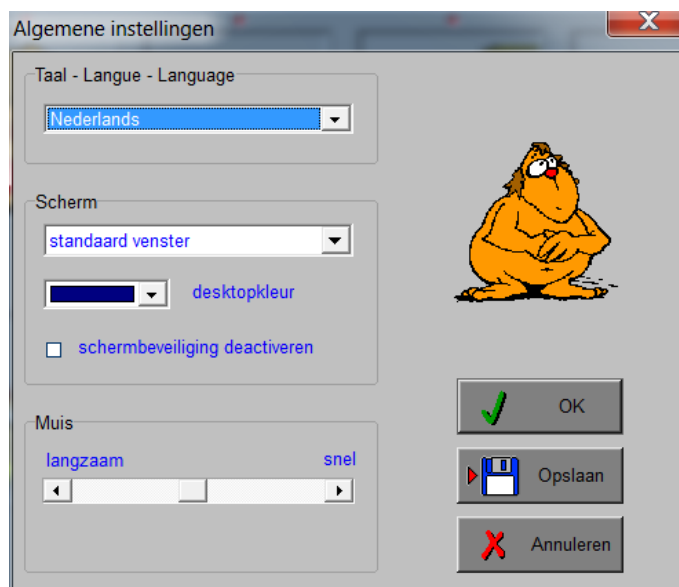 Algemene instellingen
Taal - Langue - Language
Nederlands
Scherm
standaard venster
desktopkleur
schermbeveiliging deactiveren
Muis
langzaam
snel
OK
Opslaan
Annuleren